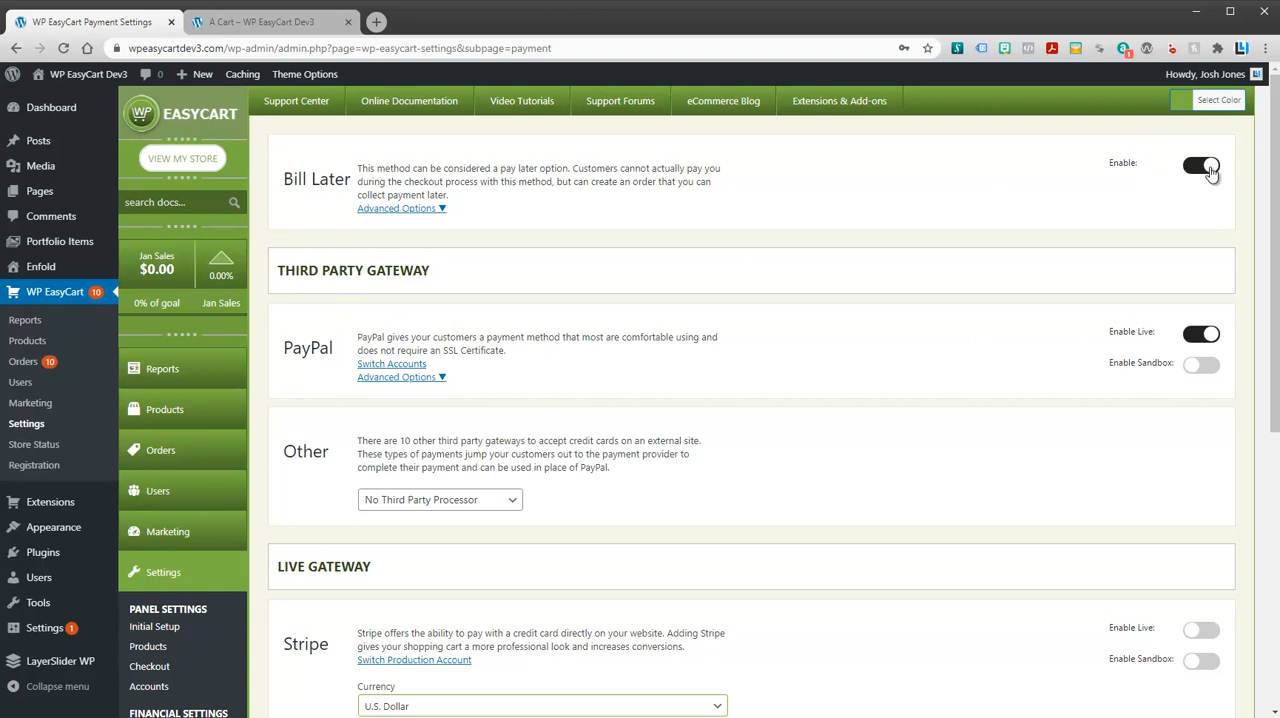 WP EasyCart Payment Settings
A Cart – WP EasyCart Dev3
wpeasycartdev3.com/wp-admin/admin.php?page=wp-easycart-settings&subpage=payment
WP EasyCart Dev3
0
New
Caching
Theme Options
Howdy, Josh Jones
Dashboard
Posts
Media
Pages
Comments
Portfolio Items
Enfold
WP EasyCart 10
Reports
Products
Orders 10
Users
Marketing
Settings
Store Status
Registration
Extensions
Appearance
Plugins
Users
Tools
Settings 1
LayerSlider WP
Collapse menu
WP EASYCART
VIEW MY STORE
search docs...
Jan Sales
$0.00
0.00%
0% of goal
Jan Sales
Reports
Products
Orders
Users
Marketing
Settings
PANEL SETTINGS
Initial Setup
Products
Checkout
Accounts
FINANCIAL SETTINGS
Support Center
Online Documentation
Video Tutorials
Support Forums
eCommerce Blog
Extensions & Add-ons
Select Color
Bill Later
This method can be considered a pay later option. Customers cannot actually pay you
during the checkout process with this method, but can create an order that you can
collect payment later.
Advanced Options ▼
Enable:
THIRD PARTY GATEWAY
PayPal
PayPal gives your customers a payment method that most are comfortable using and
does not require an SSL Certificate.
Switch Accounts
Advanced Options ▼
Enable Live:
Enable Sandbox:
Other
There are 10 other third party gateways to accept credit cards on an external site.
These types of payments jump your customers out to the payment provider to
complete their payment and can be used in place of PayPal.
No Third Party Processor
LIVE GATEWAY
Stripe
Stripe offers the ability to pay with a credit card directly on your website. Adding Stripe
gives your shopping cart a more professional look and increases conversions.
Switch Production Account
Enable Live:
Enable Sandbox:
Currency
U.S. Dollar